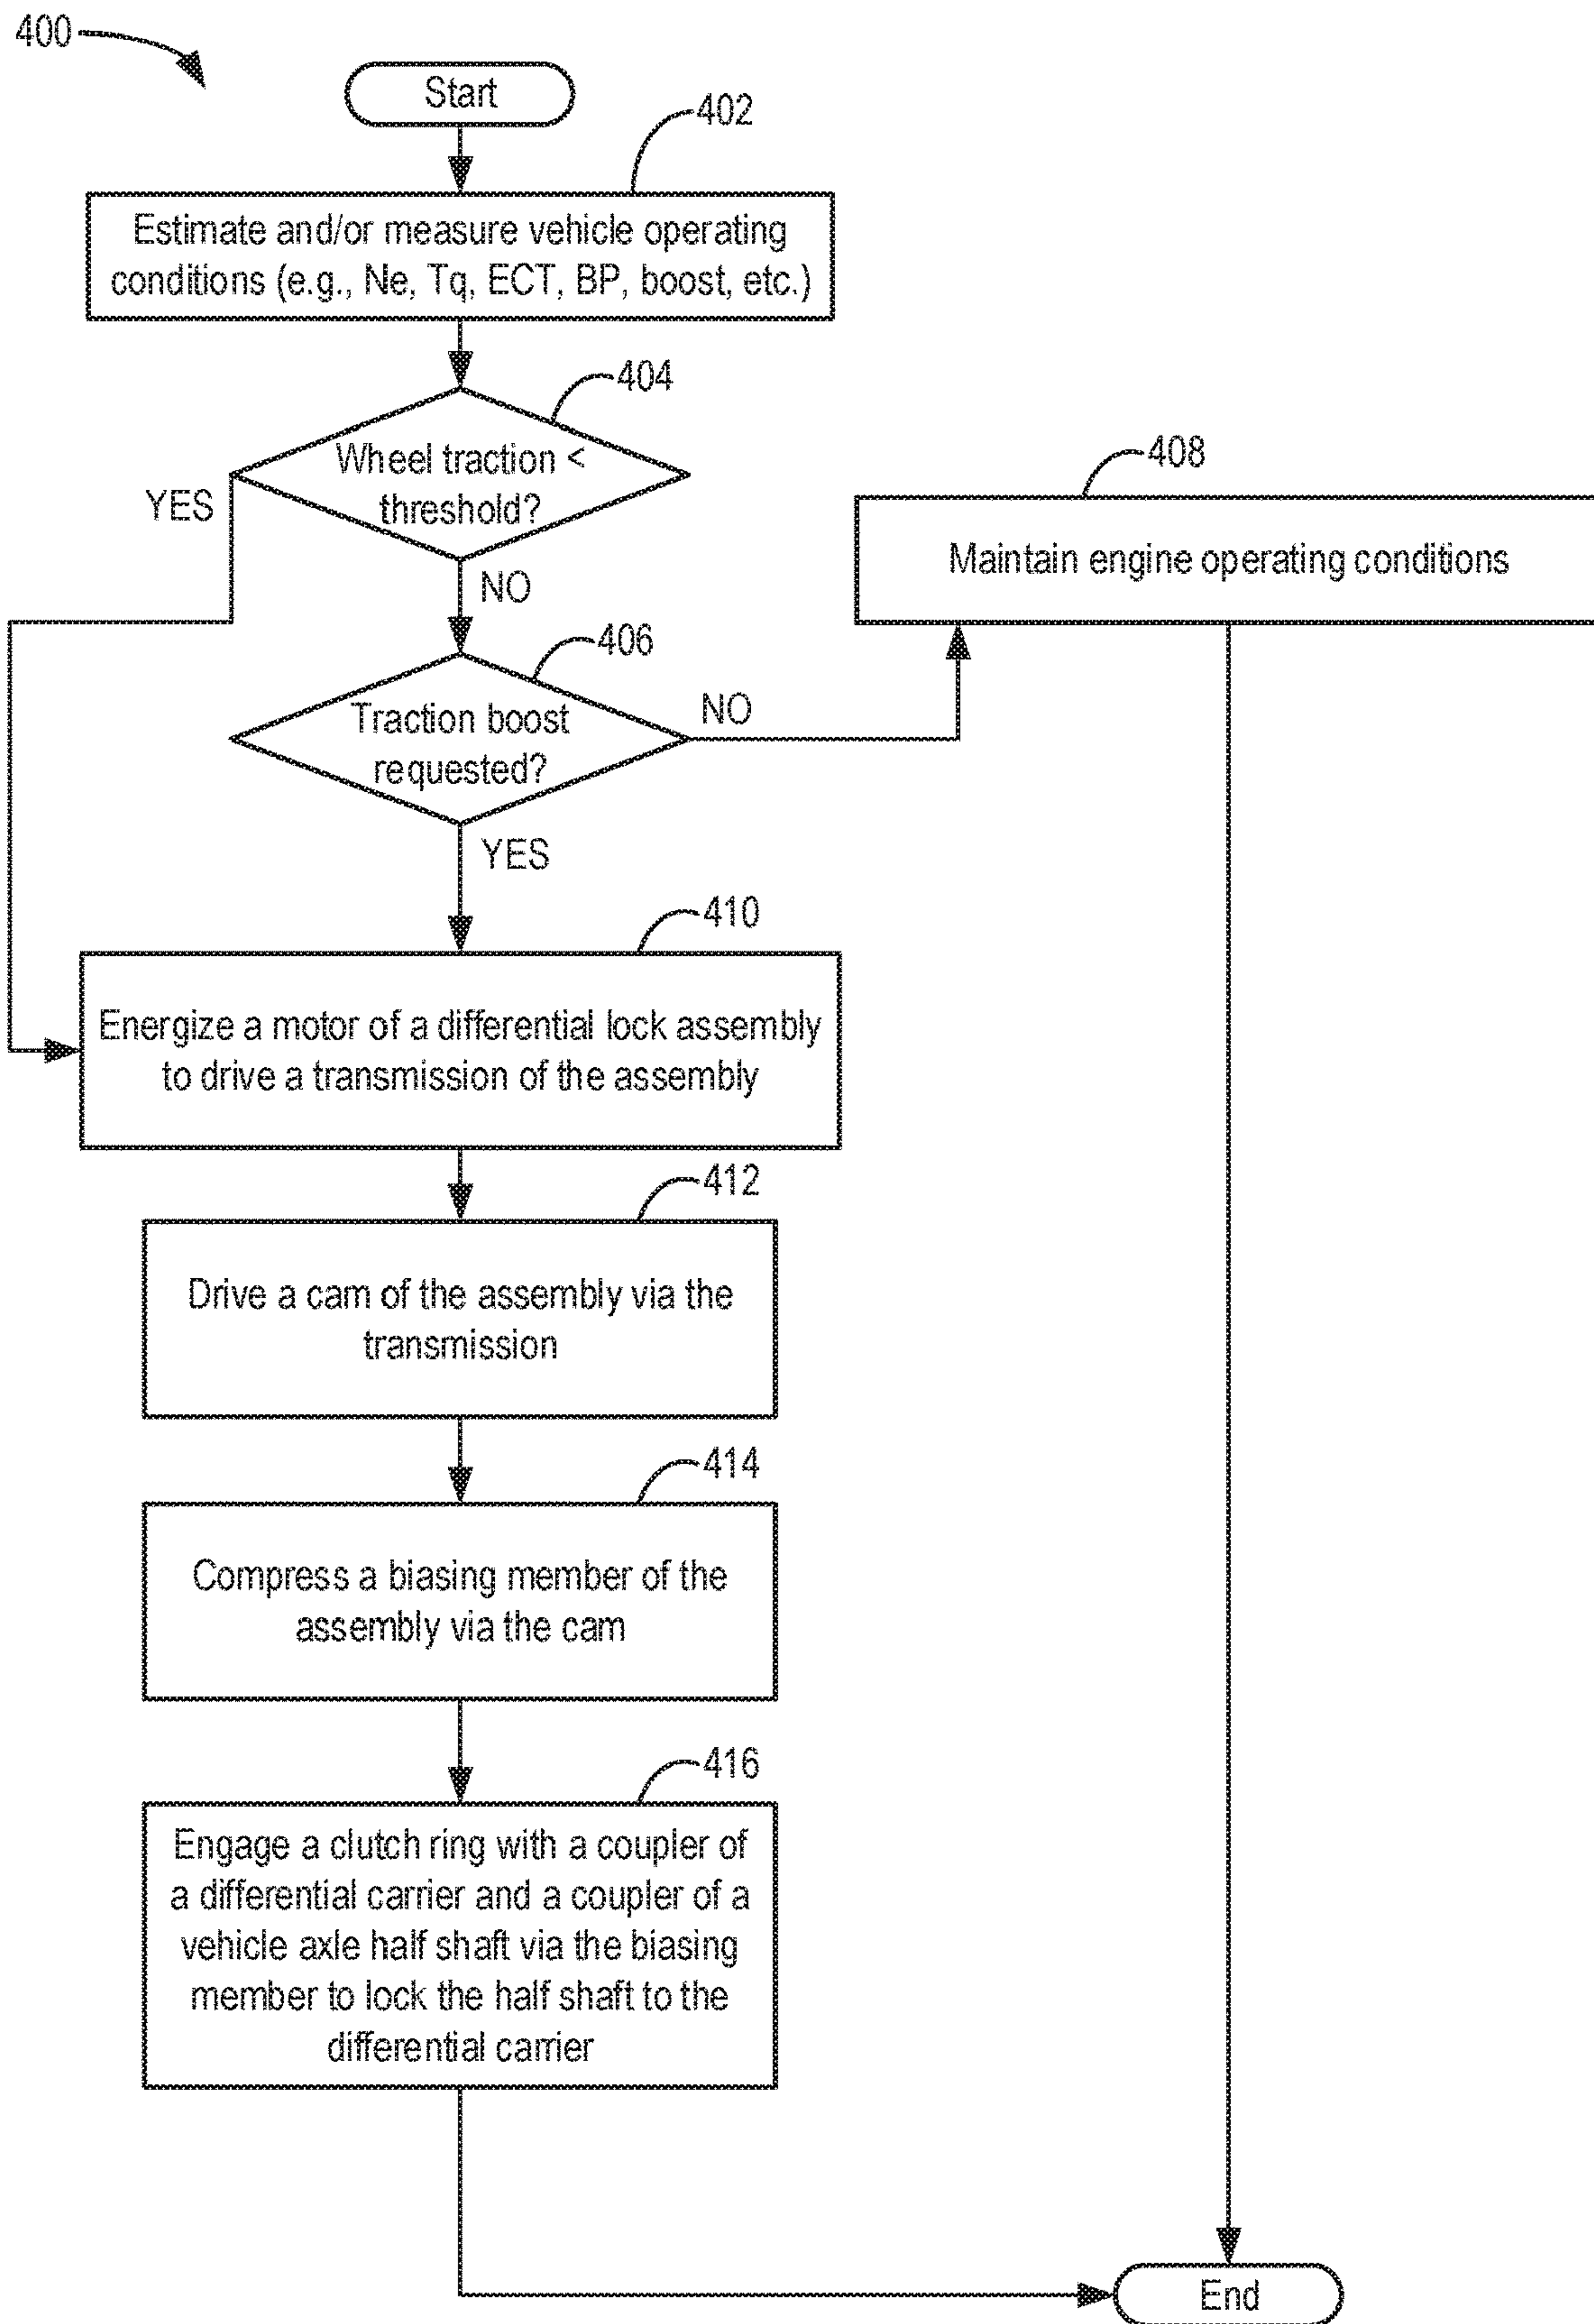 400
Start
402
Estimate and/or measure vehicle operating
conditions (e.g., Ne, Tq, ECT, BP, boost, etc.)
404
Wheel traction <
threshold?
YES
NO
408
Maintain engine operating conditions
406
Traction boost
requested?
NO
YES
410
Energize a motor of a differential lock assembly
to drive a transmission of the assembly
412
Drive a cam of the assembly via the
transmission
414
Compress a biasing member of the
assembly via the cam
416
Engage a clutch ring with a coupler of
a differential carrier and a coupler of a
vehicle axle half shaft via the biasing
member to lock the half shaft to the
differential carrier
End